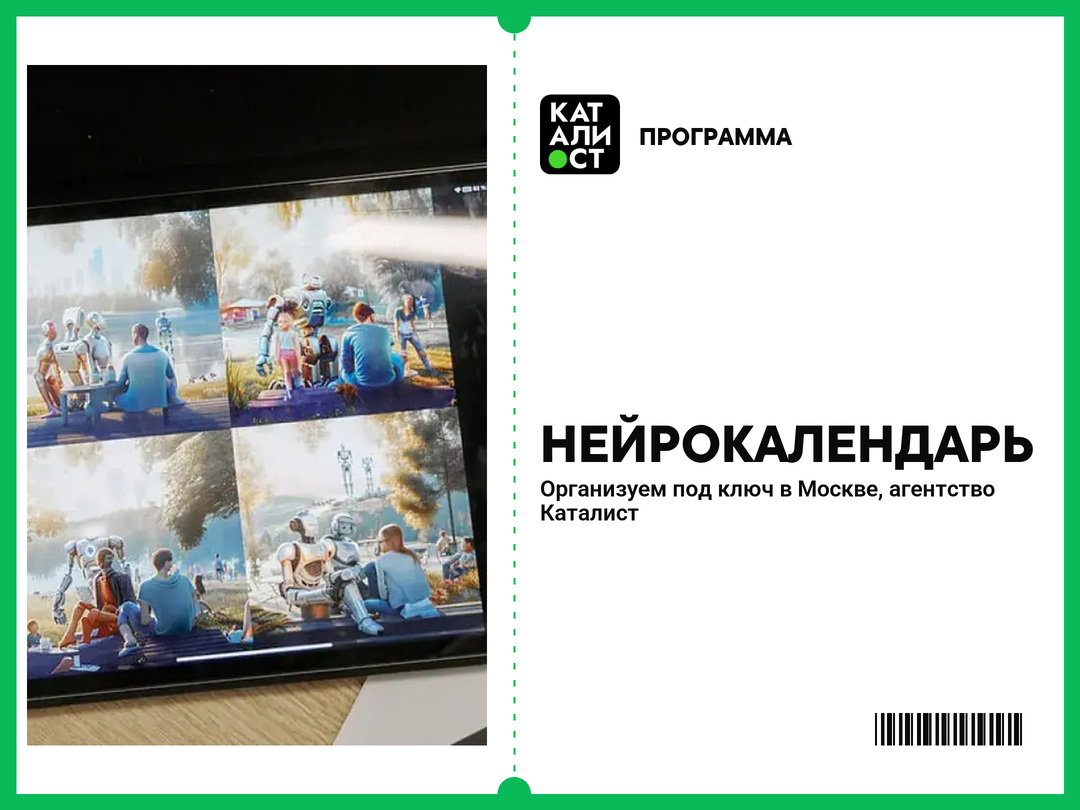 КАТ
АЛИ
СТ
ПРОГРАММА
НЕЙРОКАЛЕНДАРЬ
Организуем под ключ в Москве, агентство
Каталист